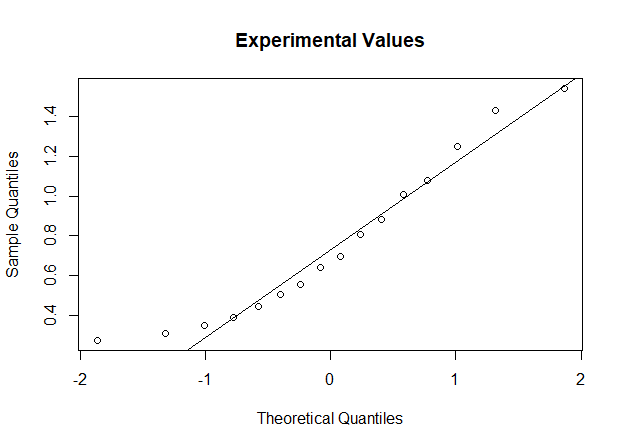 Experimental Values
Sample Quantiles
1.4
1.2
1.0
0.8
0.6
0.4
-2 -1 0 1 2
Theoretical Quantiles